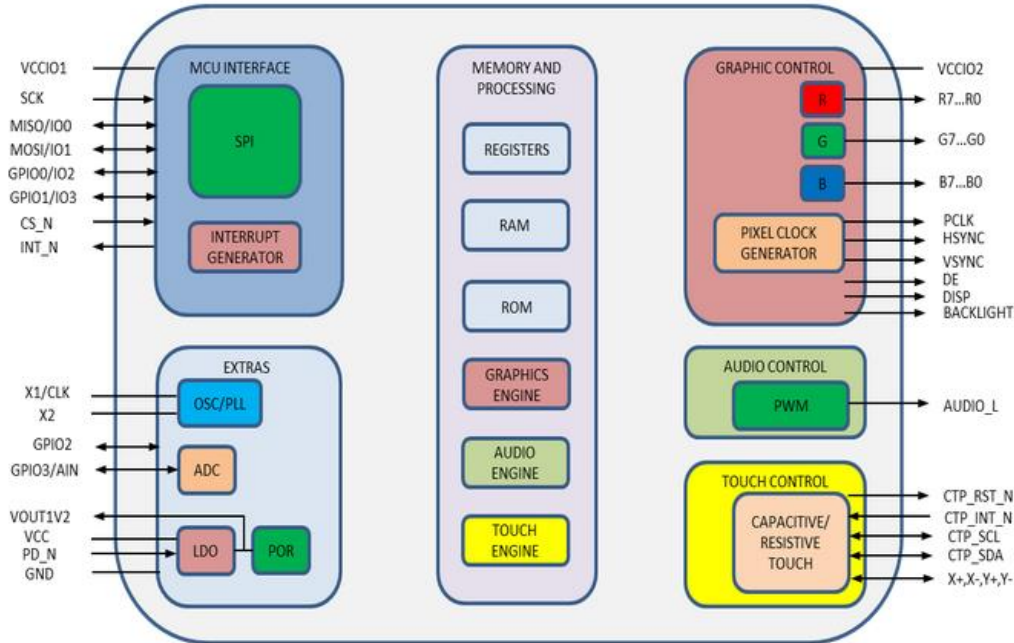 VCCIO1
SCK
MISO/IO0
MOSI/IO1
GPIO0/IO2
GPIO1/IO3
CS_N
INT_N
MCU INTERFACE
SPI
INTERRUPT
GENERATOR
X1/CLK
X2
GPIO2
GPIO3/AIN
VOUT1V2
VCC
PD_N
GND
EXTRAS
OSC/PLL
ADC
LDO
POR
MEMORY AND
PROCESSING
REGISTERS
RAM
ROM
GRAPHICS
ENGINE
AUDIO
ENGINE
TOUCH
ENGINE
GRAPHIC CONTROL
R
G
B
PIXEL CLOCK
GENERATOR
VCCIO2
R7...R0
G7...G0
B7...B0
PCLK
HSYNC
VSYNC
DE
DISP
BACKLIGHT
AUDIO CONTROL
PWM
AUDIO_L
TOUCH CONTROL
CAPACITIVE/
RESISTIVE
TOUCH
CTP_RST_N
CTP_INT_N
CTP_SCL
CTP_SDA
X+,X-,Y+,Y-